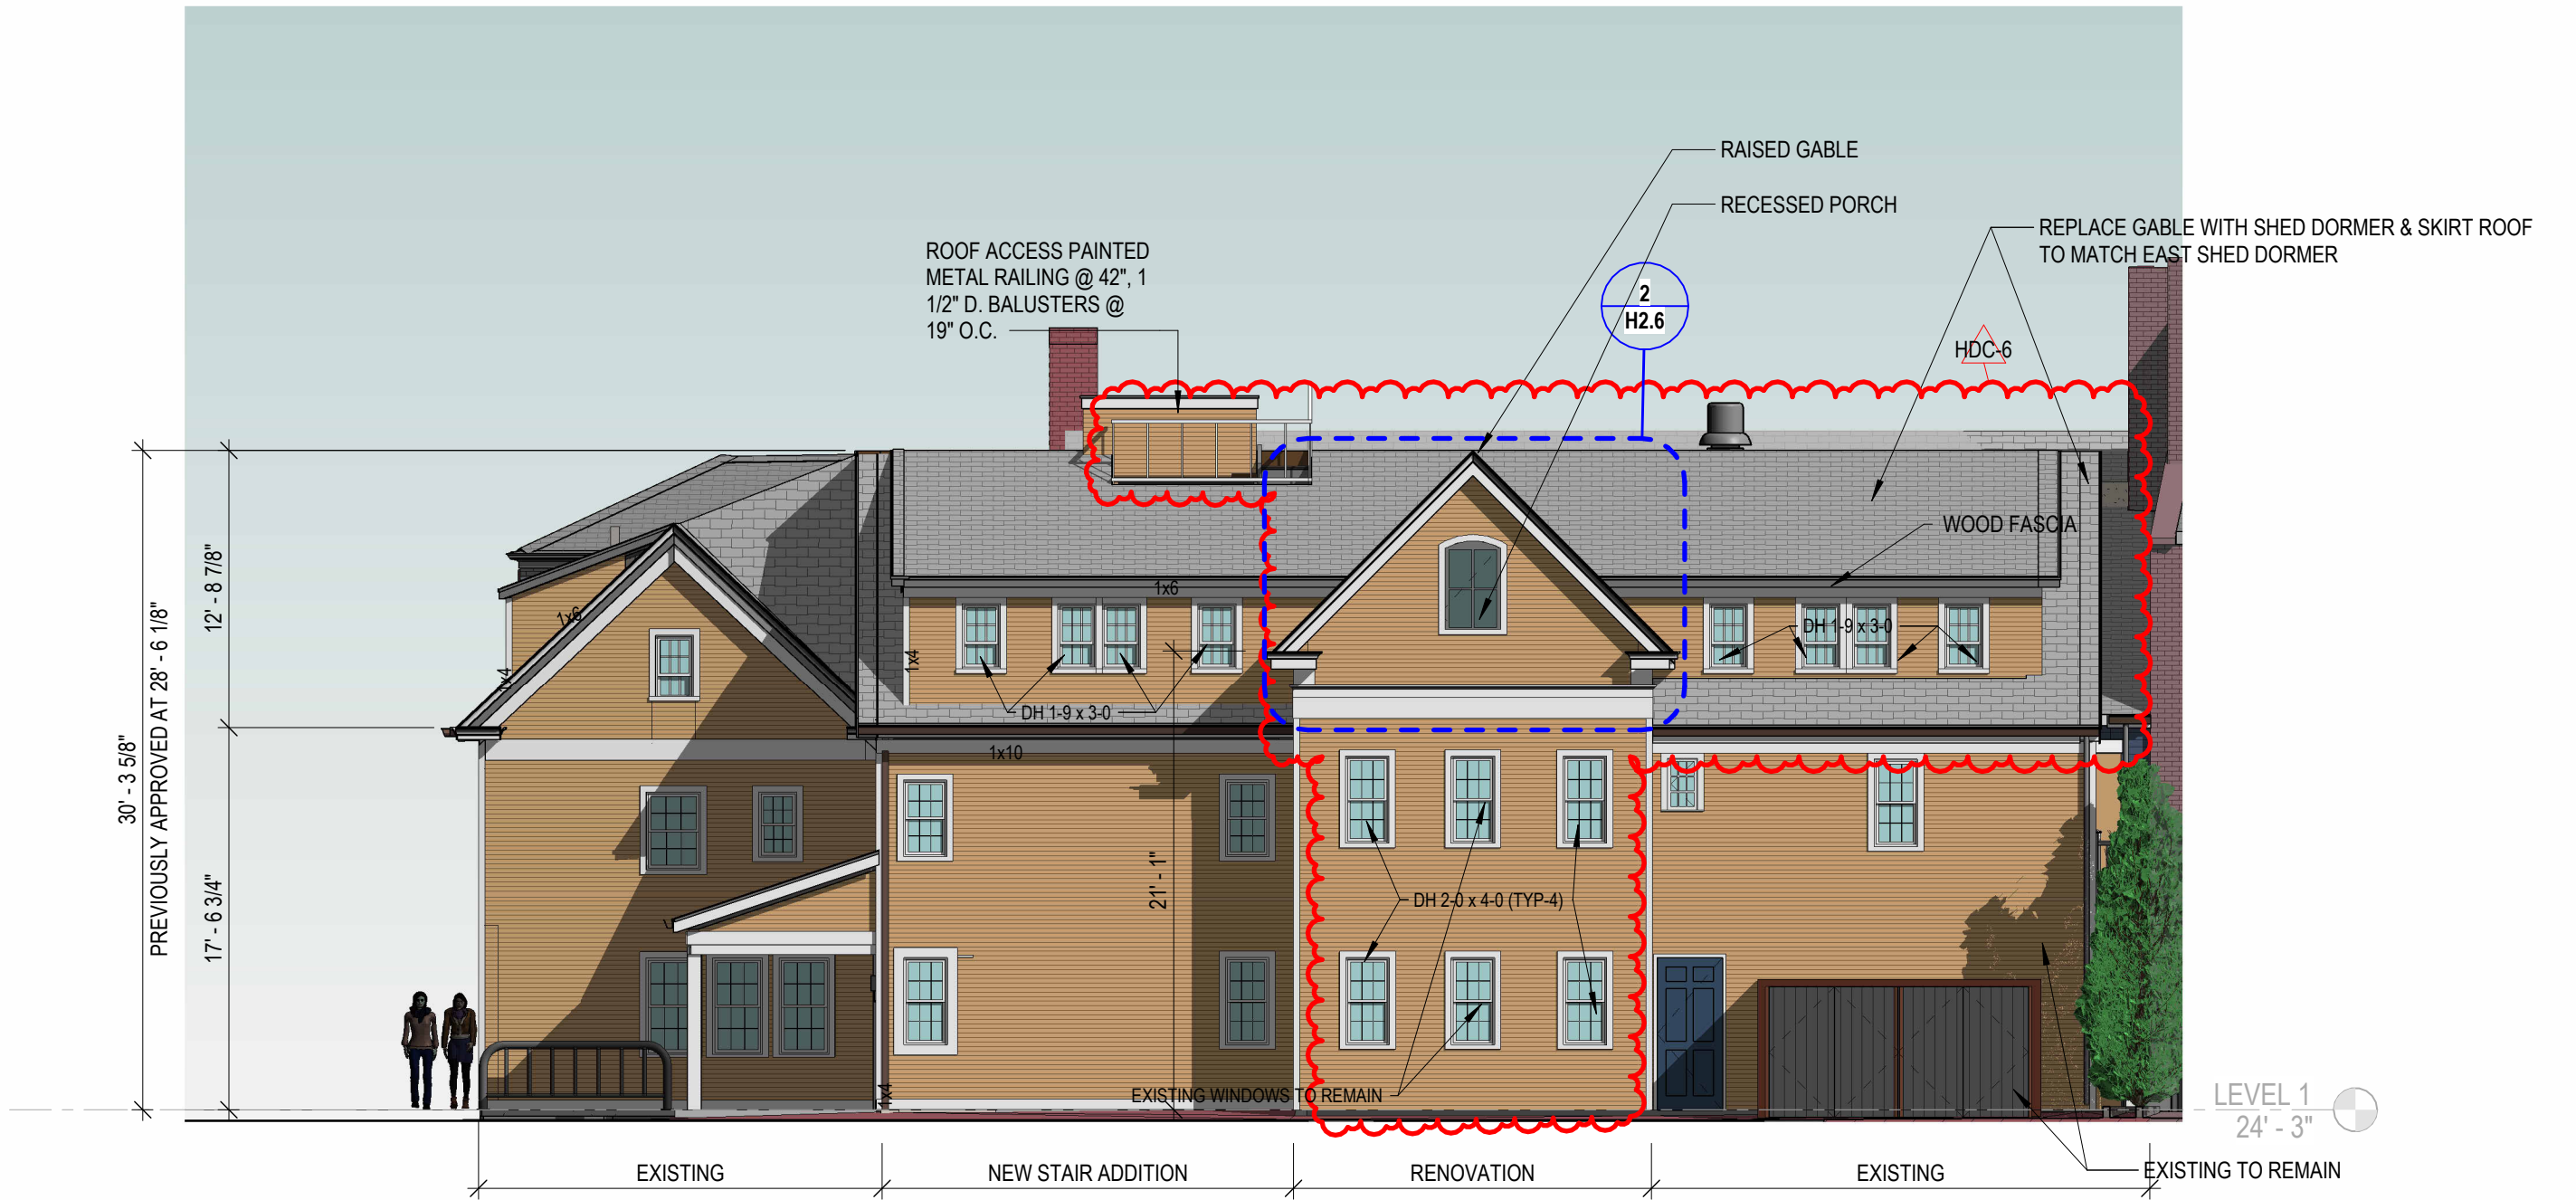 RAISED GABLE
RECESSED PORCH
REPLACE GABLE WITH SHED DORMER & SKIRT ROOF
TO MATCH EAST SHED DORMER
ROOF ACCESS PAINTED
METAL RAILING @ 42", 1
1/2" D. BALUSTERS @
19" O.C.
2
H2.6
HDC-6
WOOD FASCIA
30' - 3 5/8"
PREVIOUSLY APPROVED AT 28' - 6 1/8"
12' - 8 7/8"
17' - 6 3/4"
1x6
1x4
1x6
1x4
DH 1-9 x 3-0
DH 1-9 x 3-0
1x10
21' - 1"
DH 2-0 x 4-0 (TYP-4)
1x4
EXISTING WINDOWS TO REMAIN
LEVEL 1
24' - 3"
EXISTING
NEW STAIR ADDITION
RENOVATION
EXISTING
EXISTING TO REMAIN